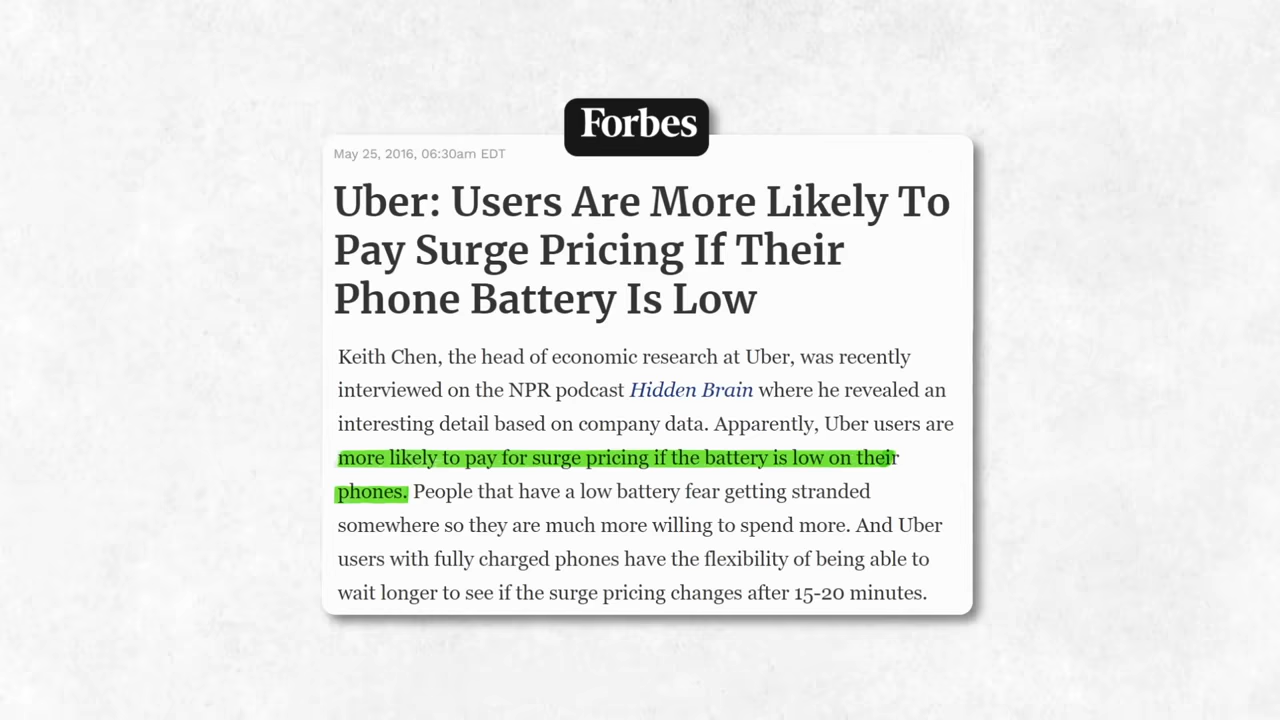 Forbes
May 25, 2016, 06:30am EDT
Uber: Users Are More Likely To
Pay Surge Pricing If Their
Phone Battery Is Low
Keith Chen, the head of economic research at Uber, was recently
interviewed on the NPR podcast Hidden Brain where he revealed an
interesting detail based on company data. Apparently, Uber users are
more likely to pay for surge pricing if the battery is low on their
phones. People that have a low battery fear getting stranded
somewhere so they are much more willing to spend more. And Uber
users with fully charged phones have the flexibility of being able to
wait longer to see if the surge pricing changes after 15-20 minutes.